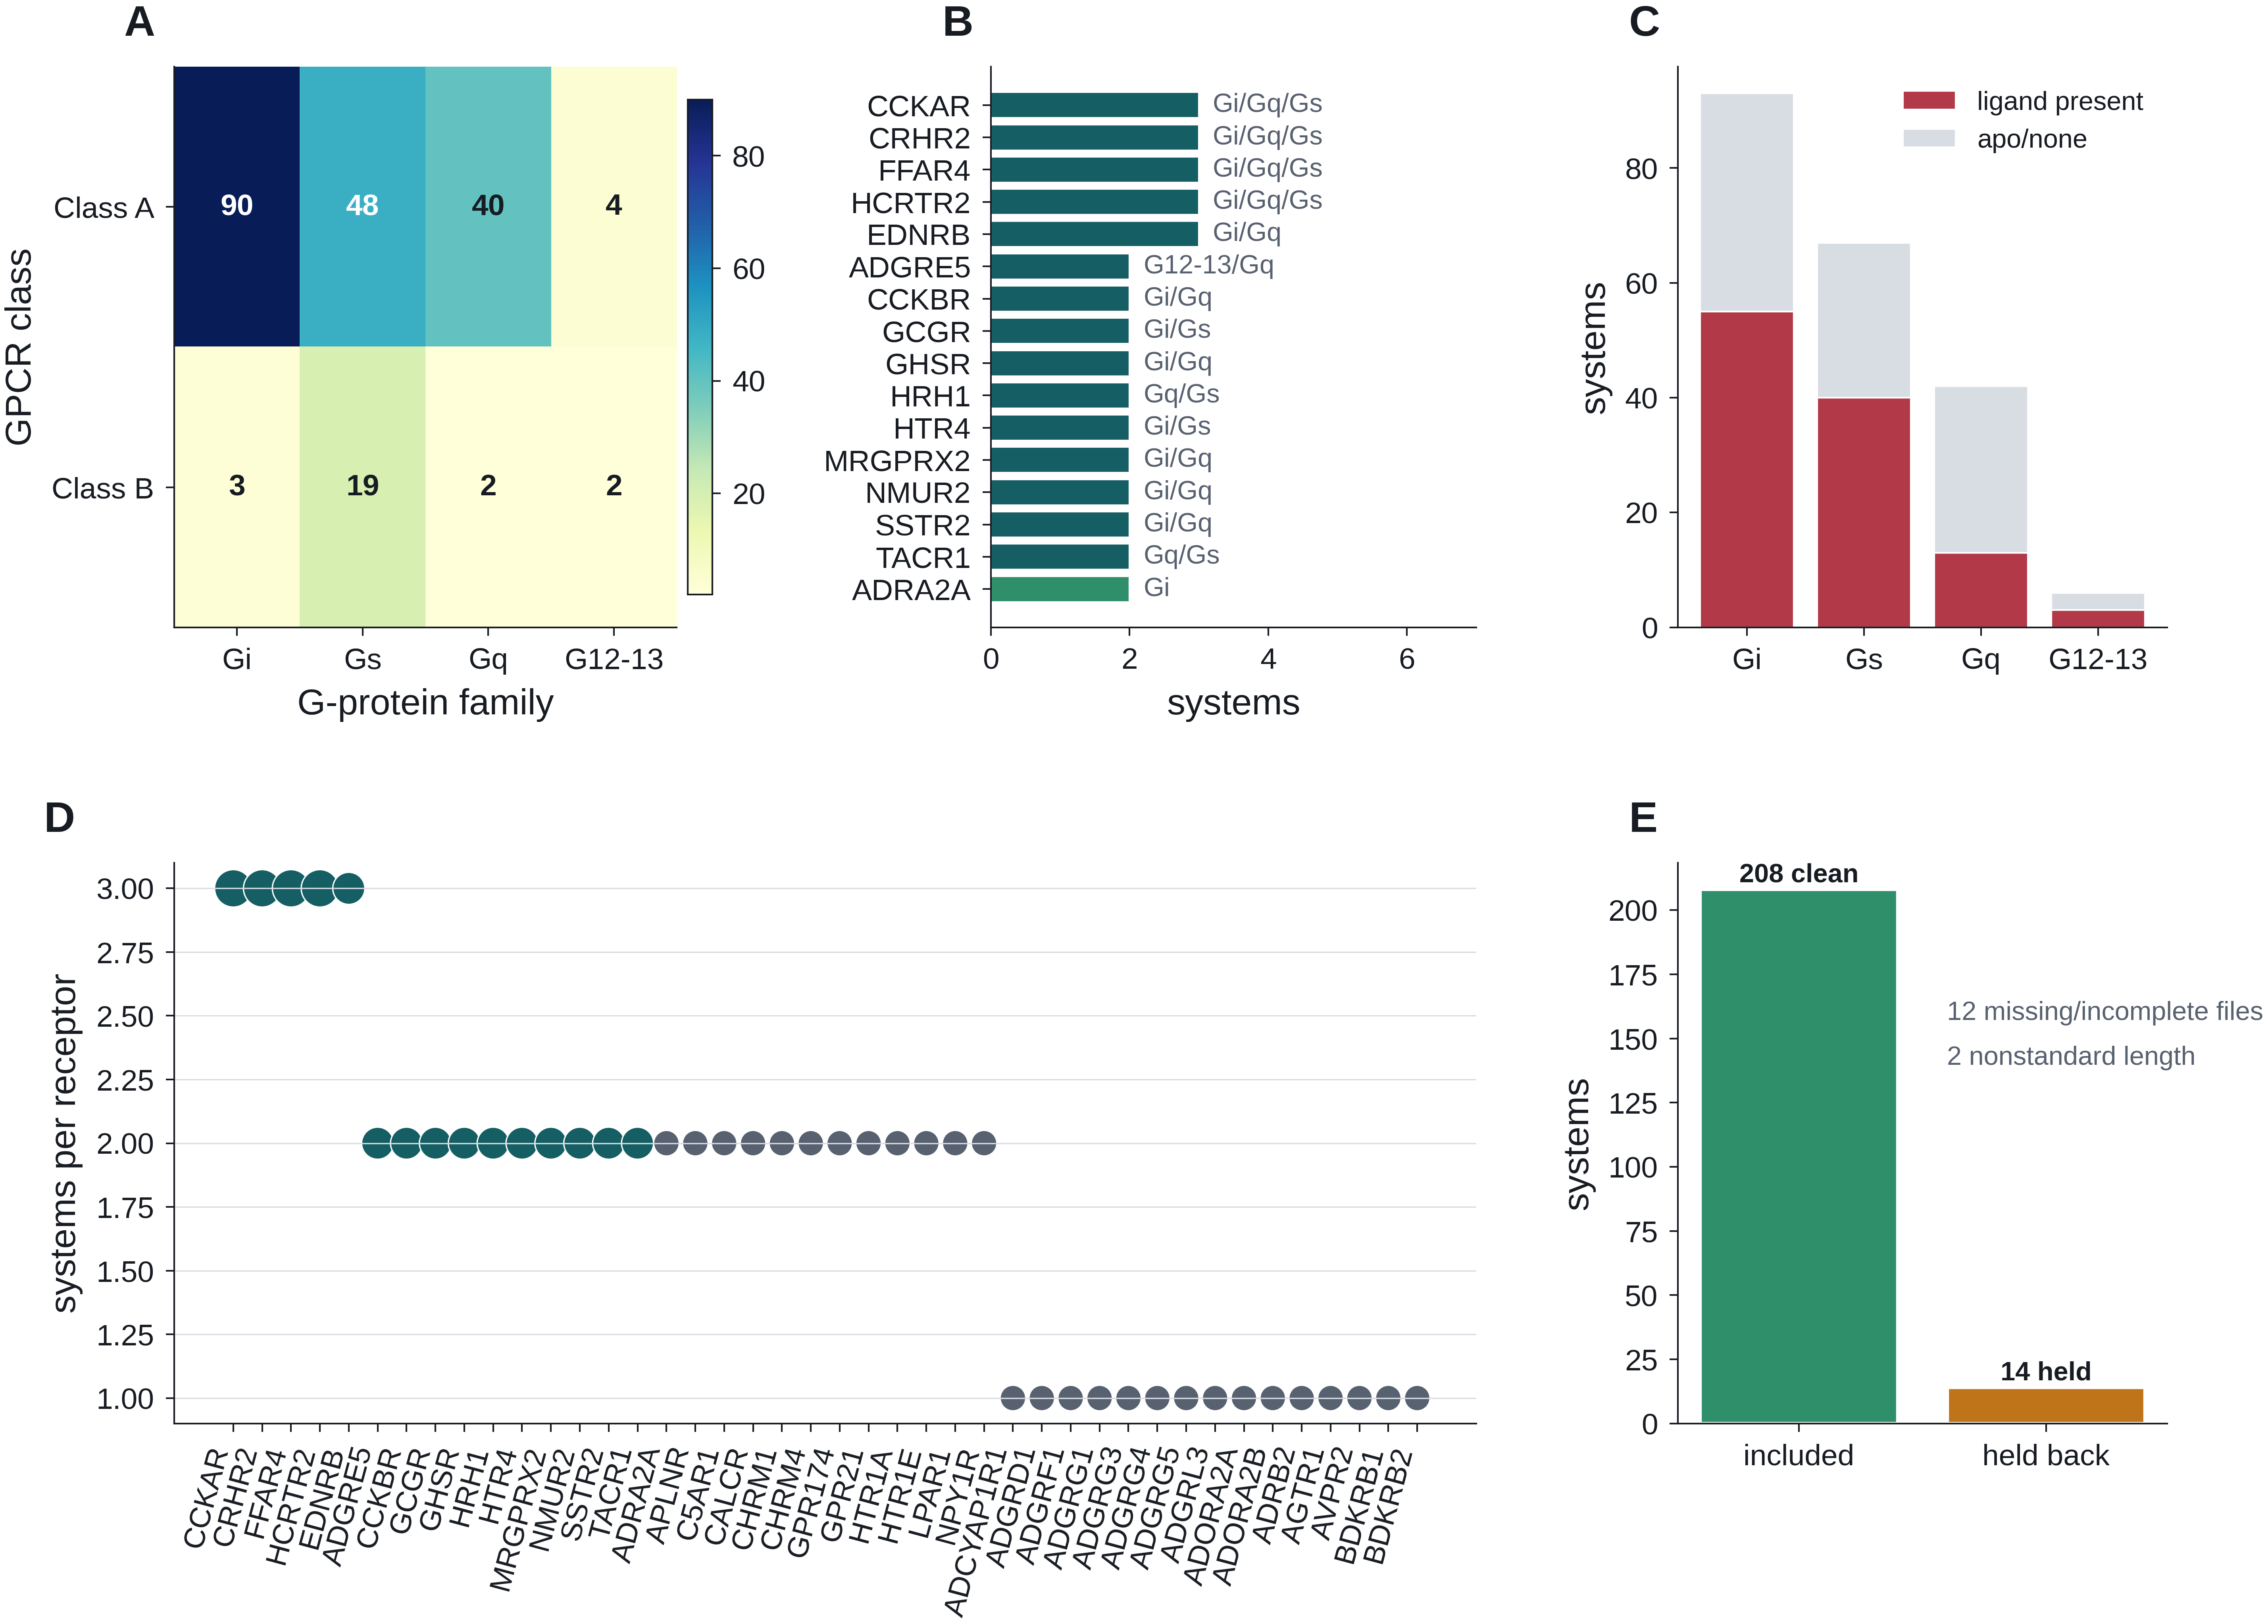 A
GPCR class
Class A
Class B
90
48
40
4
3
19
2
2
Gi
Gs
Gq
G12-13
G-protein family
80
60
40
20
B
CCKAR
Gi/Gq/Gs
CRHR2
Gi/Gq/Gs
FFAR4
Gi/Gq/Gs
HCRTR2
Gi/Gq/Gs
EDNRB
Gi/Gq
ADGRE5
G12-13/Gq
CCKBR
Gi/Gq
GCGR
Gi/Gs
GHSR
Gi/Gq
HRH1
Gq/Gs
HTR4
Gi/Gs
MRGPRX2
Gi/Gq
NMUR2
Gi/Gq
SSTR2
Gi/Gq
TACR1
Gq/Gs
ADRA2A
Gi
0
2
4
6
systems
C
ligand present
apo/none
systems
80
60
40
20
0
Gi
Gs
Gq
G12-13
D
systems per receptor
3.00
2.75
2.50
2.25
2.00
1.75
1.50
1.25
1.00
CCKAR
CRHR2
FFAR4
HCRTR2
EDNRB
ADGRE5
CCKBR
GCGR
GHSR
HRH1
HTR4
MRGPRX2
NMUR2
SSTR2
TACR1
ADRA2A
APLNR
C5AR1
CALCR
CHRM1
CHRM4
GPR174
GPR21
HTR1A
HTR1E
LPAR1
NPY1R
ADCYAP1R1
ADGRD1
ADGRF1
ADGRG1
ADGRG3
ADGRG4
ADGRG5
ADGRL3
ADORA2A
ADORA2B
ADRB2
AGTR1
AVPR2
BDKRB1
BDKRB2
E
systems
200
175
150
125
100
75
50
25
0
208 clean
12 missing/incomplete files
2 nonstandard length
14 held
included
held back